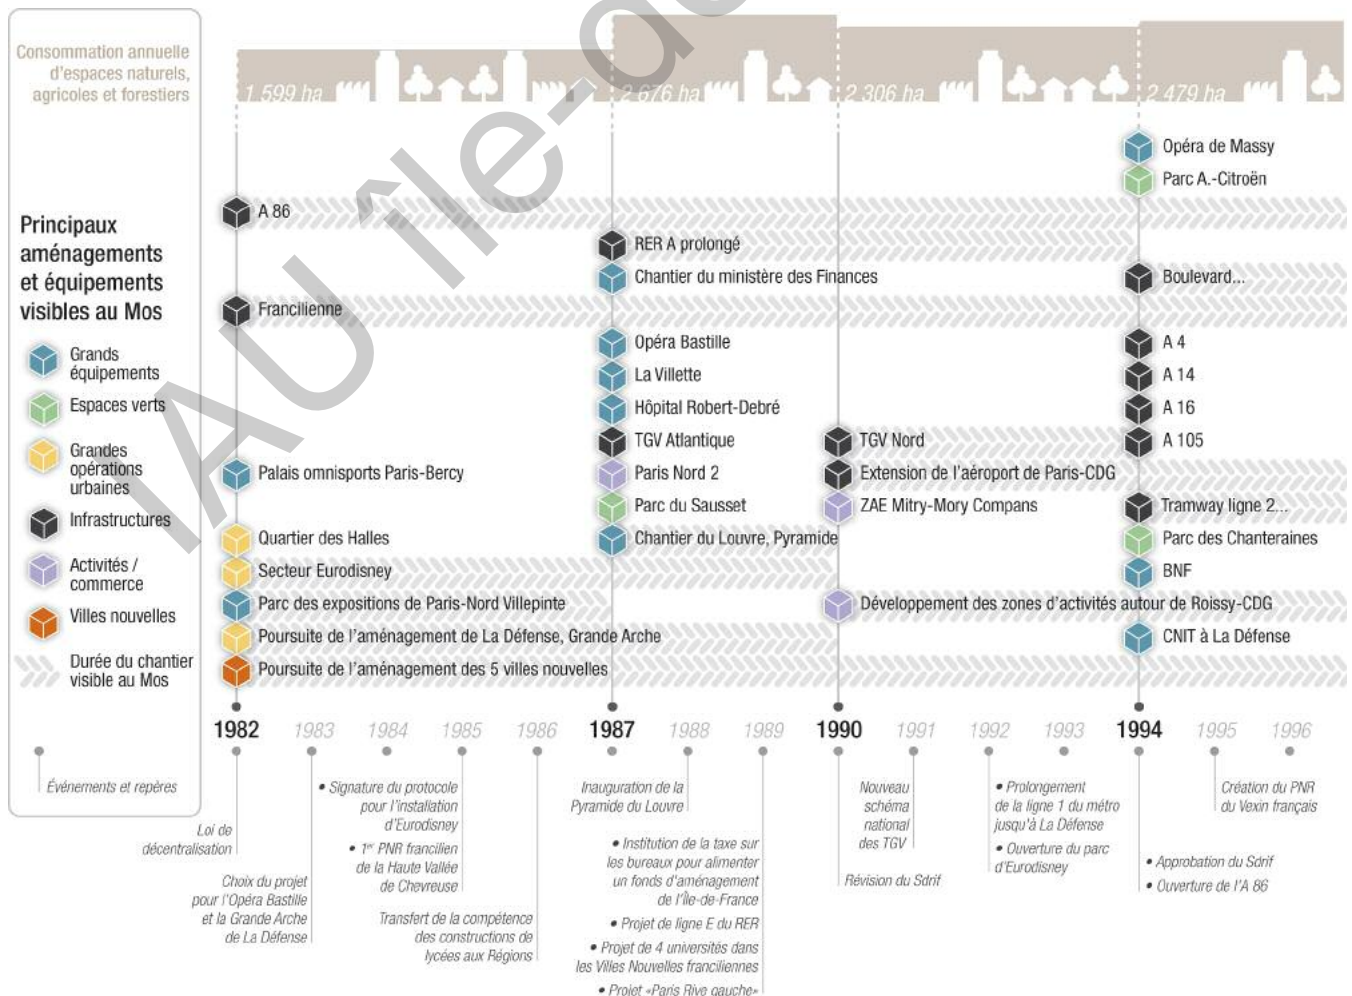 Consommation annuelle
d'espaces naturels,
agricoles et forestiers
1 599 ha
2 676 ha
2 306 ha
2 479 ha
Principaux
aménagements
et équipements
visibles au Mos
Grands
équipements
Espaces verts
Grandes
opérations
urbaines
Infrastructures
Activités /
commerce
Villes nouvelles
Durée du chantier
visible au Mos
Événements et repères
A 86
Francilienne
Palais omnisports Paris-Bercy
Quartier des Halles
Secteur Eurodisney
Parc des expositions de Paris-Nord Villepinte
Poursuite de l'aménagement de La Défense, Grande Arche
Poursuite de l'aménagement des 5 villes nouvelles
RER A prolongé
Chantier du ministère des Finances
Opéra Bastille
La Villette
Hôpital Robert-Debré
TGV Atlantique
Paris Nord 2
Parc du Sausset
Chantier du Louvre, Pyramide
TGV Nord
Extension de l'aéroport de Paris-CDG
ZAE Mitry-Mory Compans
Développement des zones d'activités autour de Roissy-CDG
Opéra de Massy
Parc A.-Citroën
Boulevard...
A 4
A 14
A 16
A 105
Tramway ligne 2...
Parc des Chanteraines
BNF
CNIT à La Défense
1982 1983 1984 1985 1986 1987 1988 1989 1990 1991 1992 1993 1994 1995 1996
Loi de
décentralisation
Choix du projet
pour l'Opéra Bastille
et la Grande Arche
de La Défense
• Signature du protocole
pour l'installation
d'Eurodisney
• 1er PNR francilien
de la Haute Vallée
de Chevreuse
Transfert de la compétence
des constructions de
lycées aux Régions
Inauguration de la
Pyramide du Louvre
• Institution de la taxe sur
les bureaux pour alimenter
un fonds d'aménagement
de l'Île-de-France
• Projet de ligne E du RER
• Projet de 4 universités dans
les Villes Nouvelles franciliennes
• Projet «Paris Rive gauche»
Révision du Sdrif
Nouveau
schéma
national
des TGV
• Prolongement
de la ligne 1 du métro
jusqu'à La Défense
• Ouverture du parc
d'Eurodisney
• Approbation du Sdrif
• Ouverture de l'A 86
Création du PNR
du Vexin français
IAU île-d